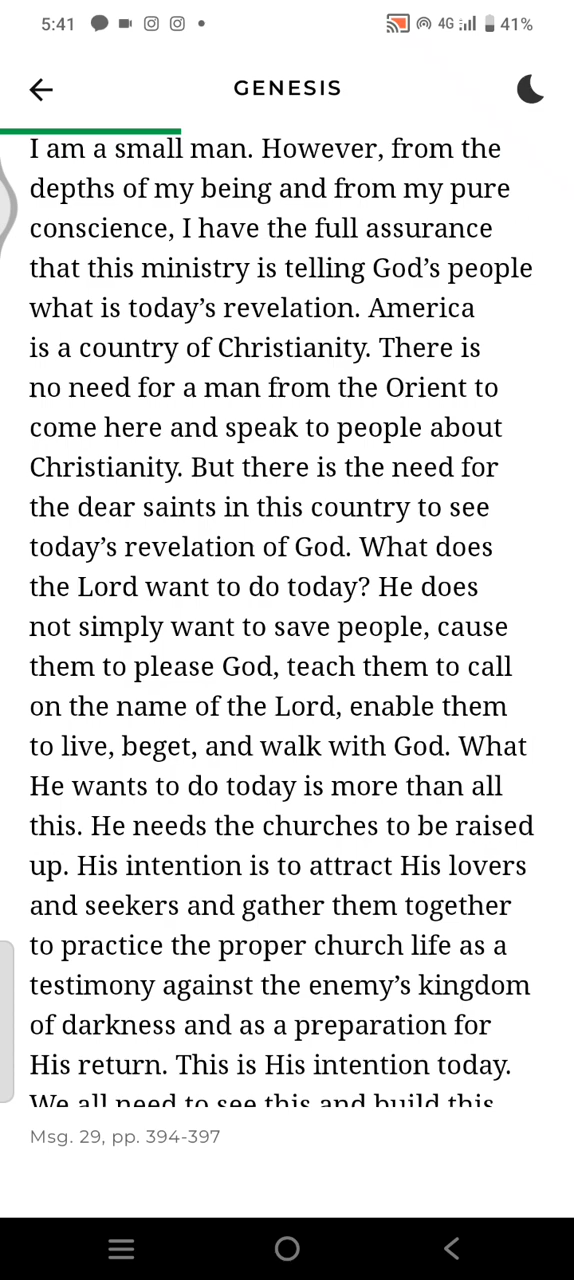 5:41
4G
41%
GENESIS
I am a small man. However, from the
depths of my being and from my pure
conscience, I have the full assurance
that this ministry is telling God’s people
what is today’s revelation. America
is a country of Christianity. There is
no need for a man from the Orient to
come here and speak to people about
Christianity. But there is the need for
the dear saints in this country to see
today’s revelation of God. What does
the Lord want to do today? He does
not simply want to save people, cause
them to please God, teach them to call
on the name of the Lord, enable them
to live, beget, and walk with God. What
He wants to do today is more than all
this. He needs the churches to be raised
up. His intention is to attract His lovers
and seekers and gather them together
to practice the proper church life as a
testimony against the enemy’s kingdom
of darkness and as a preparation for
His return. This is His intention today.
We all need to see this and build this
Msg. 29, pp. 394-397